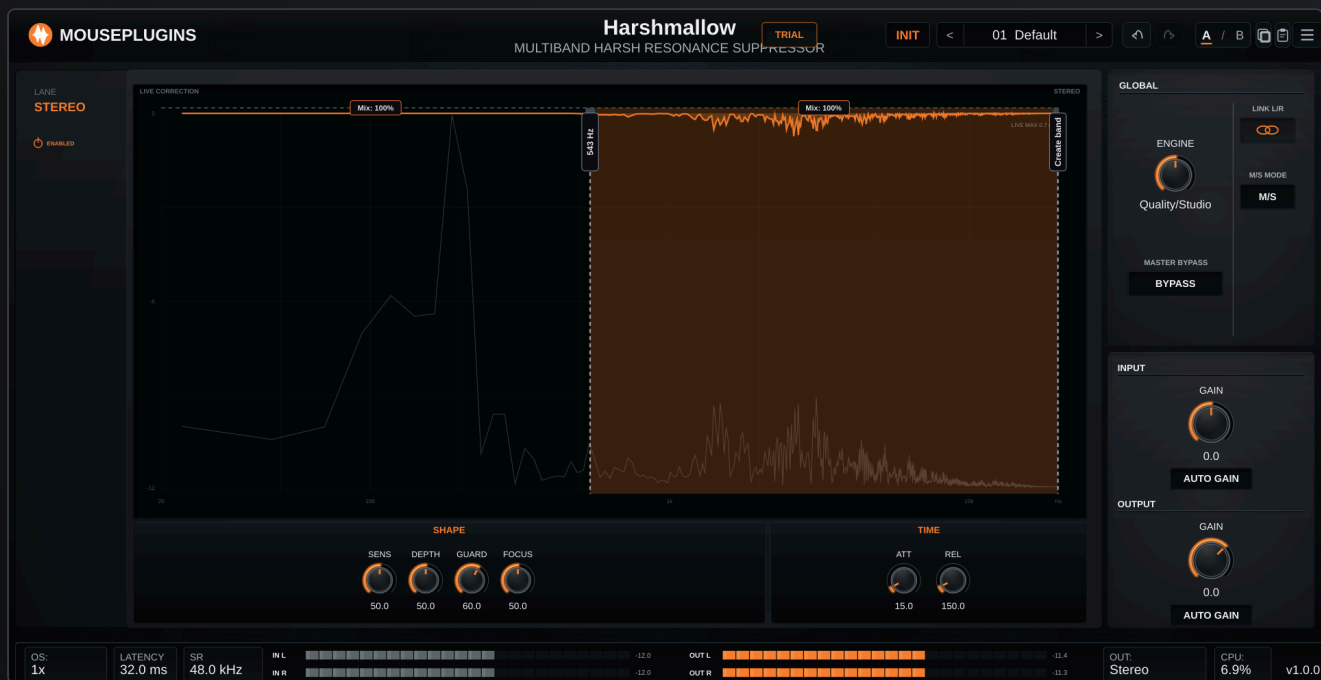 MOUSEPLUGINS
Harshmallow
MULTIBAND HARSH RESONANCE SUPPRESSOR
TRIAL
INIT
< 01 Default >
A / B
LANE
STEREO
ENABLED
LIVE CORRECTION
STEREO
Mix: 100%
Mix: 100%
LIVE MAX 0.7
543 Hz
Create band
0
-6
-12
20 100 1k 10k Hz
SHAPE
SENS DEPTH GUARD FOCUS
50.0 50.0 60.0 50.0
TIME
ATT REL
15.0 150.0
GLOBAL
LINK L/R
ENGINE
Quality/Studio
M/S MODE
M/S
MASTER BYPASS
BYPASS
INPUT
GAIN
0.0
AUTO GAIN
OUTPUT
GAIN
0.0
AUTO GAIN
OS:
1x
LATENCY
32.0 ms
SR
48.0 kHz
IN L -12.0
IN R -12.0
OUT L -11.4
OUT R -11.3
OUT:
Stereo
CPU:
6.9%
v1.0.0